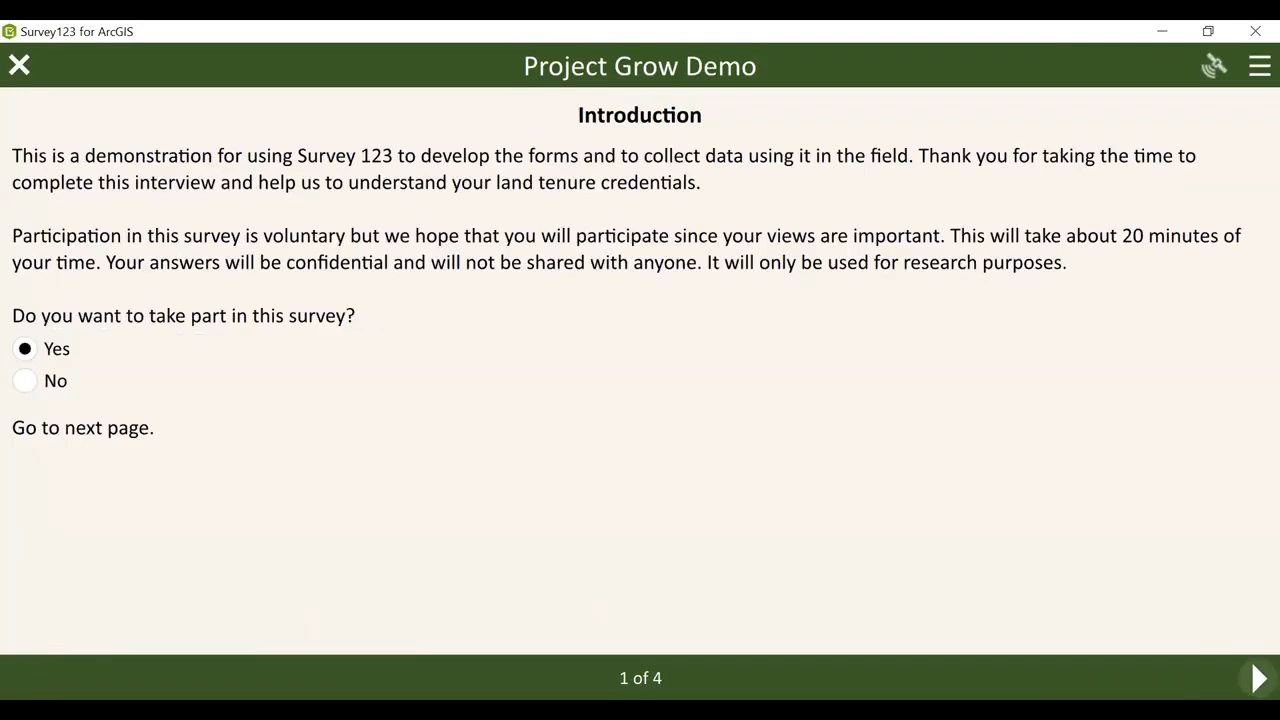 Survey123 for ArcGIS
Project Grow Demo
Introduction
This is a demonstration for using Survey 123 to develop the forms and to collect data using it in the field. Thank you for taking the time to
complete this interview and help us to understand your land tenure credentials.
Participation in this survey is voluntary but we hope that you will participate since your views are important. This will take about 20 minutes of
your time. Your answers will be confidential and will not be shared with anyone. It will only be used for research purposes.
Do you want to take part in this survey?
Yes
No
Go to next page.
1 of 4